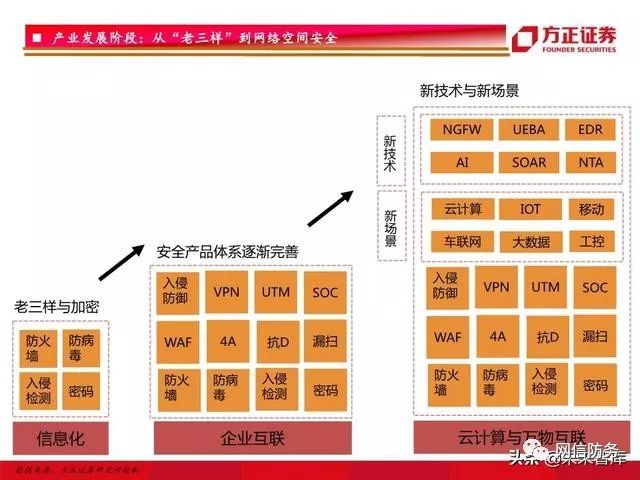 ■ 产业发展阶段：从“老三样”到网络空间安全
方正证券
FOUNDER SECURITIES
新技术与新场景
新技术
NGFW UEBA EDR
AI SOAR NTA
新场景
云计算 IOT 移动
车联网 大数据 工控
入侵防御 VPN UTM SOC
WAF 4A 抗D 漏扫
防火墙 防病毒 入侵检测 密码
云计算与万物互联
安全产品体系逐渐完善
入侵防御 VPN UTM SOC
WAF 4A 抗D 漏扫
防火墙 防病毒 入侵检测 密码
企业互联
老三样与加密
防火墙 防病毒
入侵检测 密码
信息化
数据来源：方正证券研究所绘制
网信防务
头条@未来智库